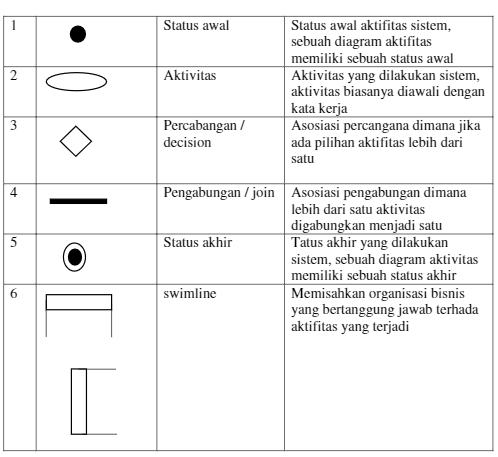 1
Status awal
Status awal aktifitas sistem,
sebuah diagram aktifitas
memiliki sebuah status awal
2
Aktivitas
Aktivitas yang dilakukan sistem,
aktivitas biasanya diawali dengan
kata kerja
3
Percabangan /
decision
Asosiasi percangana dimana jika
ada pilihan aktifitas lebih dari
satu
4
Pengabungan / join
Asosiasi pengabungan dimana
lebih dari satu aktivitas
digabungkan menjadi satu
5
Status akhir
Tatus akhir yang dilakukan
sistem, sebuah diagram aktivitas
memiliki sebuah status akhir
6
swimline
Memisahkan organisasi bisnis
yang bertanggung jawab terhada
aktifitas yang terjadi